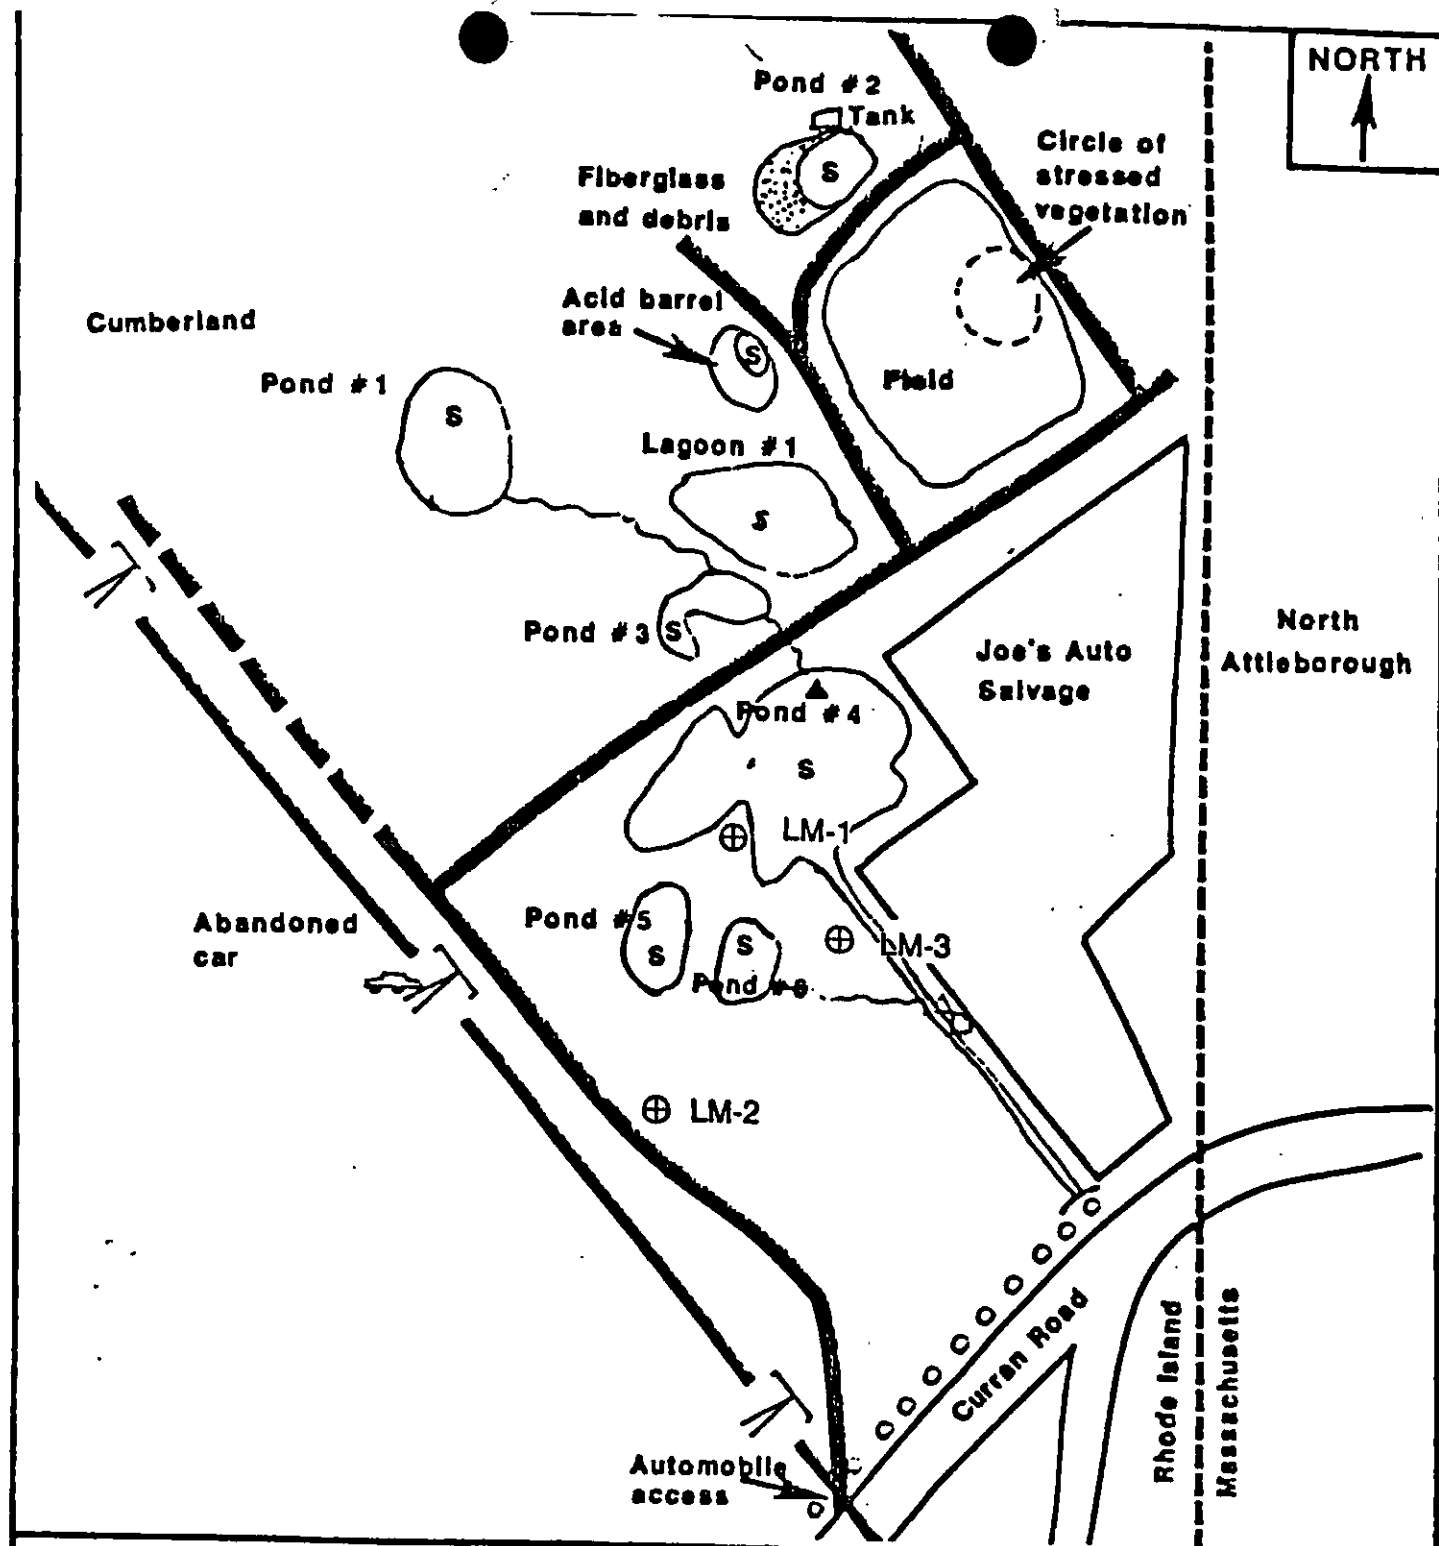 NORTH
Pond #2
Tank
Circle of
stressed
vegetation
Fiberglass
and debris
S
Acid barrel
area
S
Cumberland
Pond #1
S
Field
Lagoon #1
S
Pond #3
S
Joe's Auto
Salvage
North
Attleborough
Pond #4
S
LM-1
Pond #5
S
S
Pond #6
LM-3
Abandoned
car
LM-2
Curran Road
Rhode Island
Massachusetts
Automobile
access